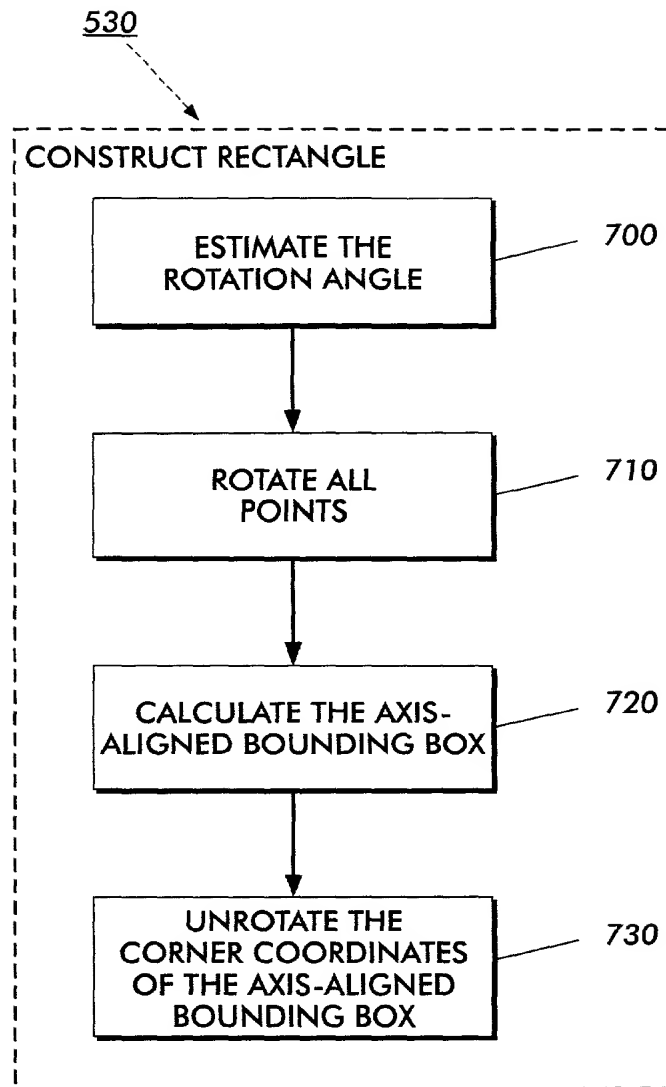 530
CONSTRUCT RECTANGLE
ESTIMATE THE
ROTATION ANGLE
700
ROTATE ALL
POINTS
710
CALCULATE THE AXIS-
ALIGNED BOUNDING BOX
720
UNROTATE THE
CORNER COORDINATES
OF THE AXIS-ALIGNED
BOUNDING BOX
730